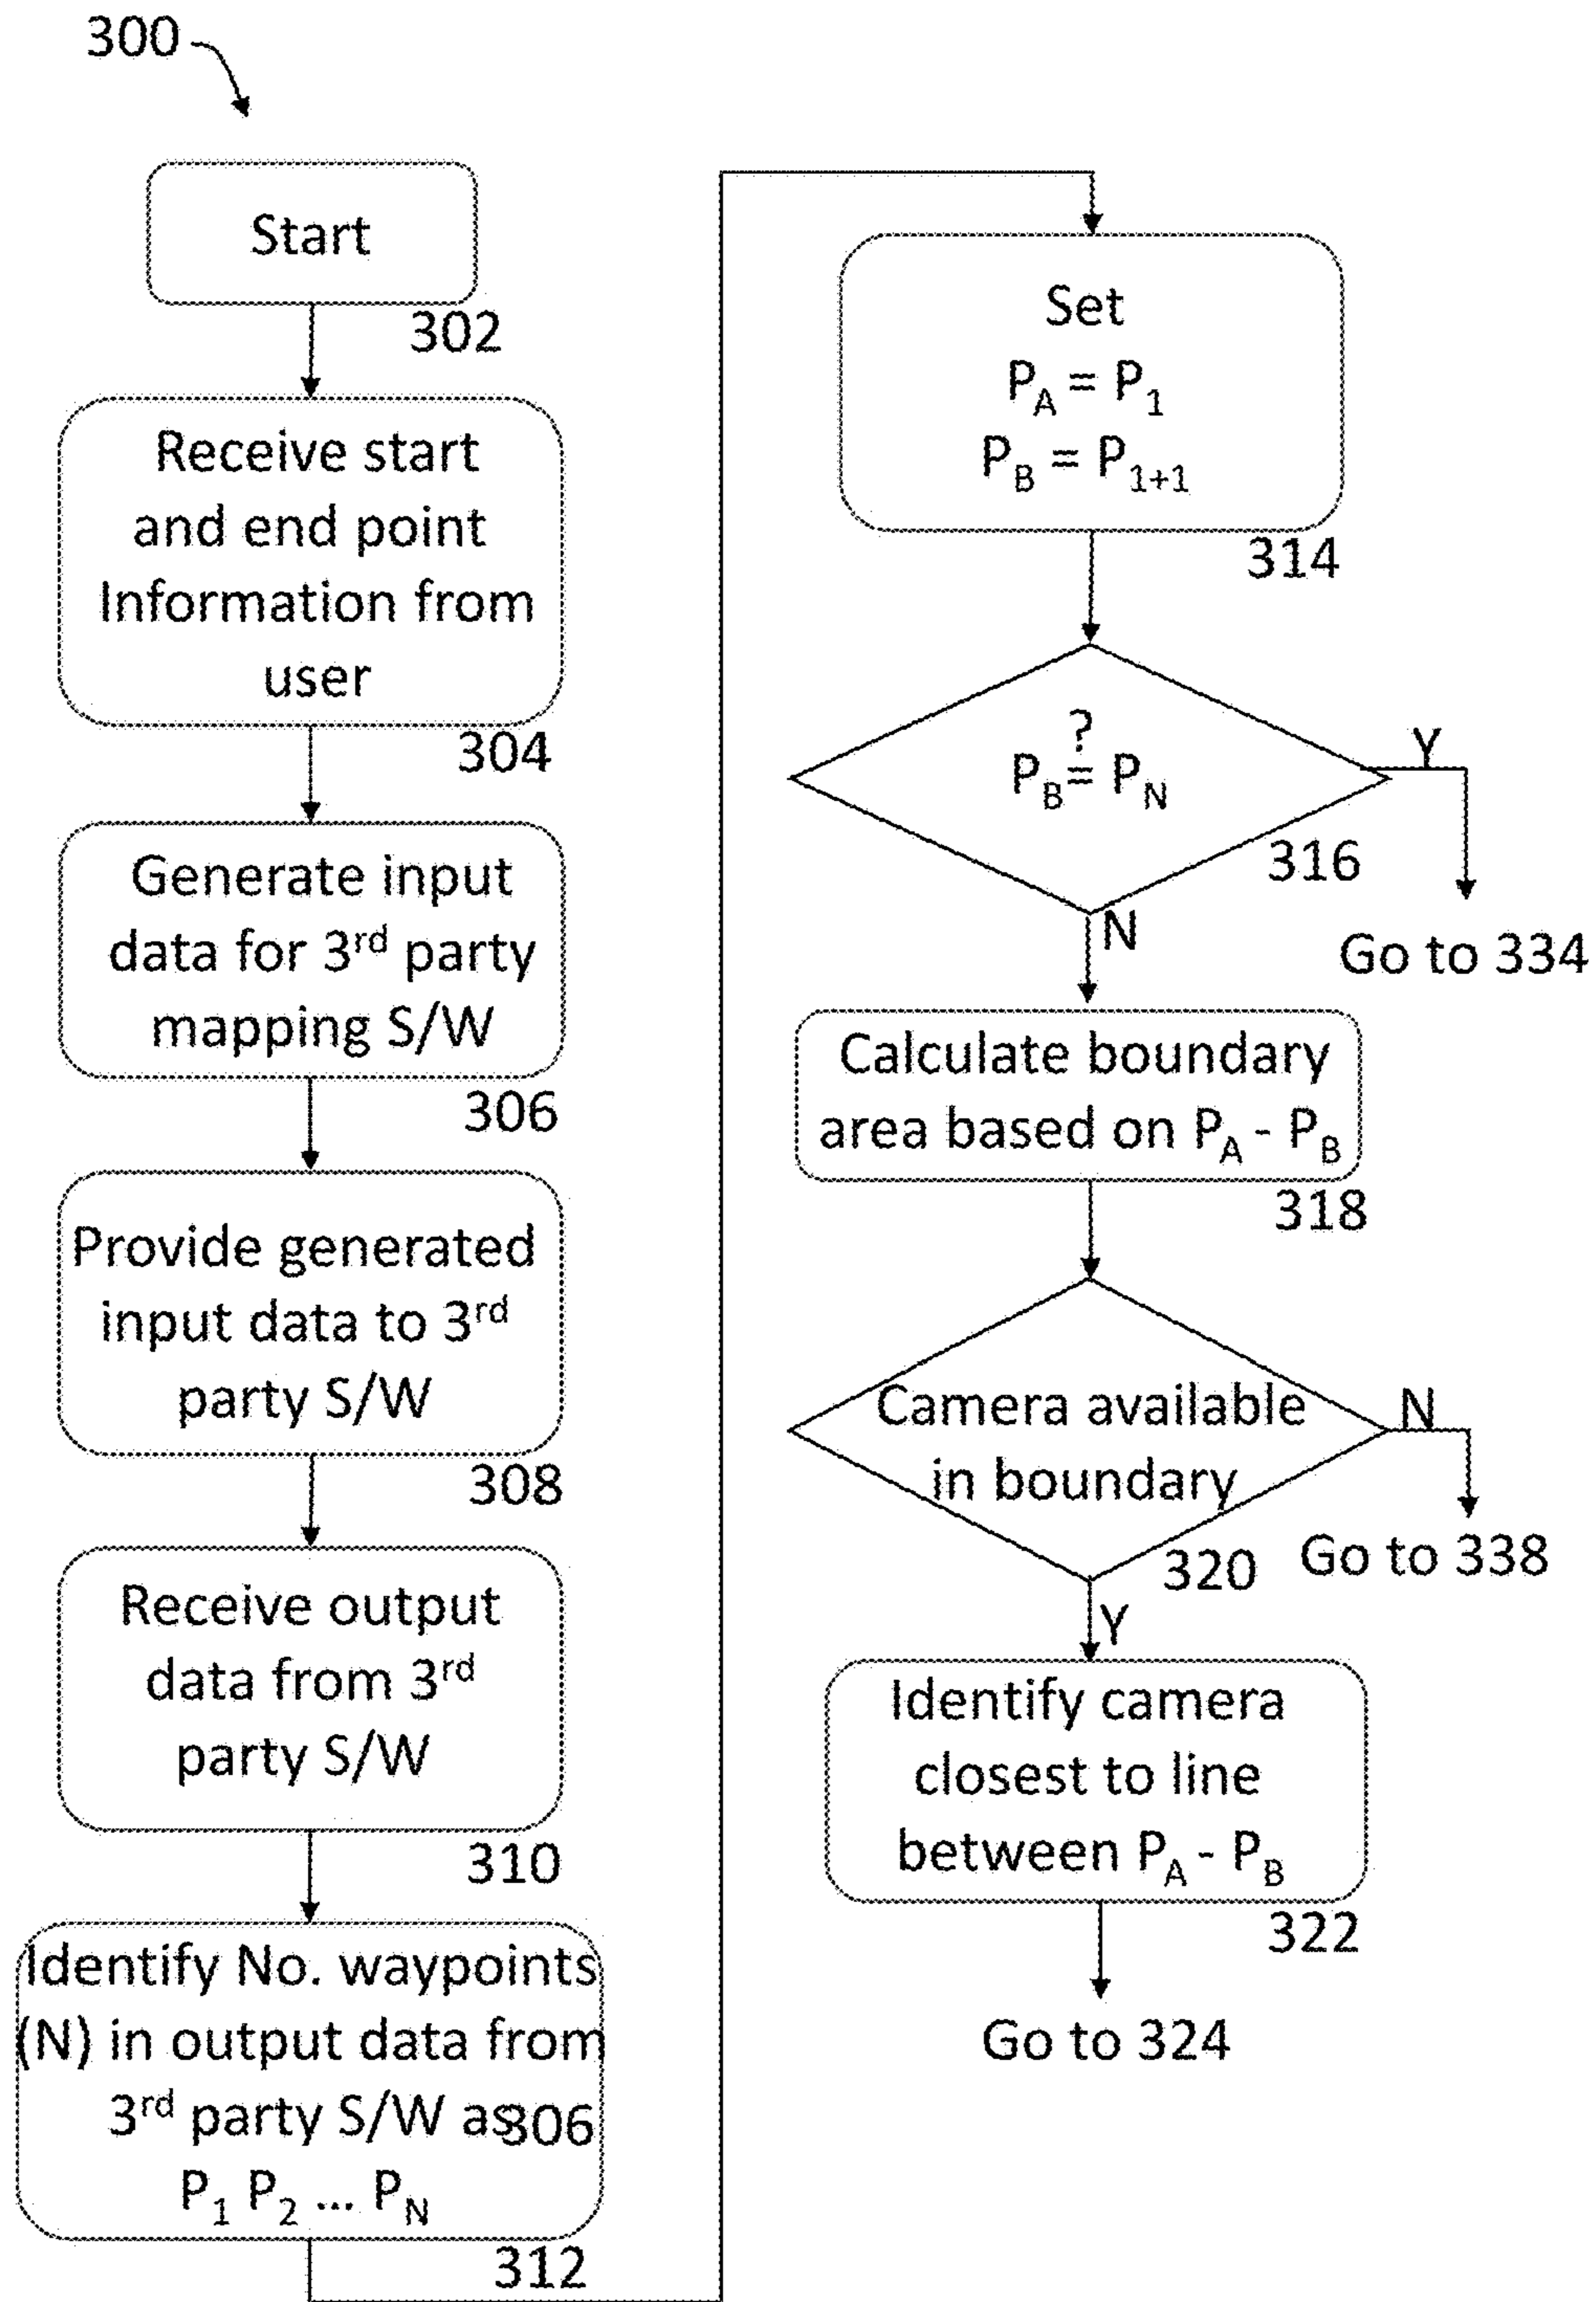 300
Start
302
Receive start
and end point
Information from
user
304
Generate input
data for 3rd party
mapping S/W
306
Provide generated
input data to 3rd
party S/W
308
Receive output
data from 3rd
party S/W
310
Identify No. waypoints
(N) in output data from
3rd party S/W as
306
P1 P2 ... PN
312
Set
PA = P1
PB = P1+1
314
?
PB = PN
Y
316
Go to 334
N
Calculate boundary
area based on PA - PB
318
Camera available
in boundary
N
320
Go to 338
Y
Identify camera
closest to line
between PA - PB
322
Go to 324